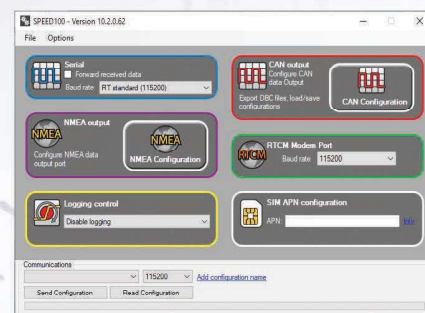 SPEED100 - Version 10.2.0.62
File Options
Serial
Forward received data
Baud rate RT standard (115200)
CAN output
Configure CAN data Output
Export DBC files, load/save configurations
CAN Configuration
NMEA output
NMEA
Configure NMEA data output port
NMEA
NMEA Configuration
RTCM Modem Port
RTCM
Baud rate 115200
Logging control
Disable logging
SIM APN configuration
APN:
Info
Communications
115200
Add configuration name
Send Configuration
Read Configuration